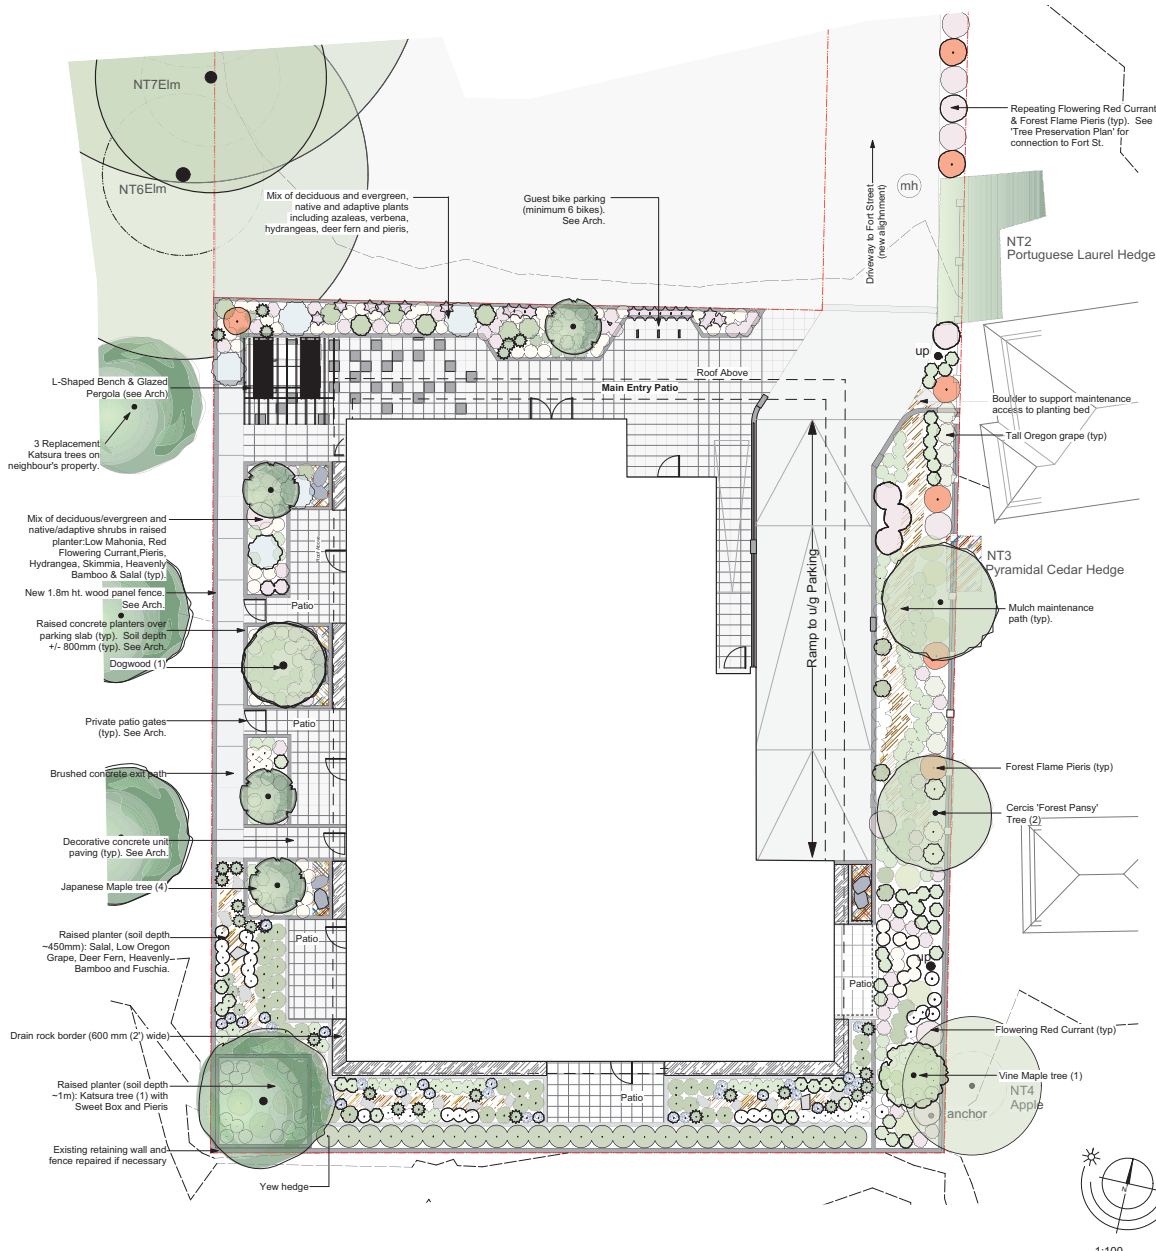 NT7Elm
NT6Elm
Repeating Flowering Red Currant
& Forest Flame Pieris (typ).  See
'Tree Preservation Plan' for
connection to Fort St.
mh
Driveway to Fort Street
(new alighnment)
Mix of deciduous and evergreen,
native and adaptive plants
including azaleas, verbena,
hydrangeas, deer fern and pieris,
Guest bike parking
(minimum 6 bikes).
See Arch.
NT2
Portuguese Laurel Hedge
up
Roof Above
Main Entry Patio
L-Shaped Bench & Glazed
Pergola (see Arch)
Boulder to support maintenance
access to planting bed
Tall Oregon grape (typ)
3 Replacement
Katsura trees on
neighbour's property.
Mix of deciduous/evergreen and
native/adaptive shrubs in raised
planter:Low Mahonia, Red
Flowering Currant,Pieris,
Hydrangea, Skimmia, Heavenly
Bamboo & Salal (typ).
Roof Above
NT3
Pyramidal Cedar Hedge
New 1.8m ht. wood panel fence.
See Arch.
Patio
Mulch maintenance
path (typ).
Raised concrete planters over
parking slab (typ).  Soil depth
+/- 800mm (typ). See Arch.
Ramp to u/g Parking
Dogwood (1)
Private patio gates
(typ). See Arch.
Patio
Brushed concrete exit path
Forest Flame Pieris (typ)
Cercis 'Forest Pansy'
Tree (2)
Decorative concrete unit
paving (typ). See Arch.
Japanese Maple tree (4)
Raised planter (soil depth
~450mm): Salal, Low Oregon
Grape, Deer Fern, Heavenly
Bamboo and Fuschia.
Patio
up
Patio
Drain rock border (600 mm (2') wide)
Flowering Red Currant (typ)
Raised planter (soil depth
~1m): Katsura tree (1) with
Sweet Box and Pieris
Vine Maple tree (1)
NT4
Apple
Patio
anchor
Existing retaining wall and
fence repaired if necessary
Yew hedge
N
1:100